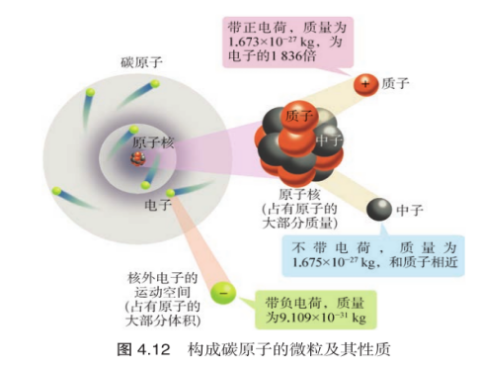 带正电荷，质量为
1.673×10⁻²⁷ kg，为
电子的1 836倍
碳原子
质子
质子
原子核
中子
原子核
(占有原子的
大部分质量)
中子
电子
不带电荷，质量为
1.675×10⁻²⁷ kg，和质子相近
核外电子的
运动空间
(占有原子的
大部分体积)
带负电荷，质量
为9.109×10⁻³¹ kg
图 4.12 构成碳原子的微粒及其性质